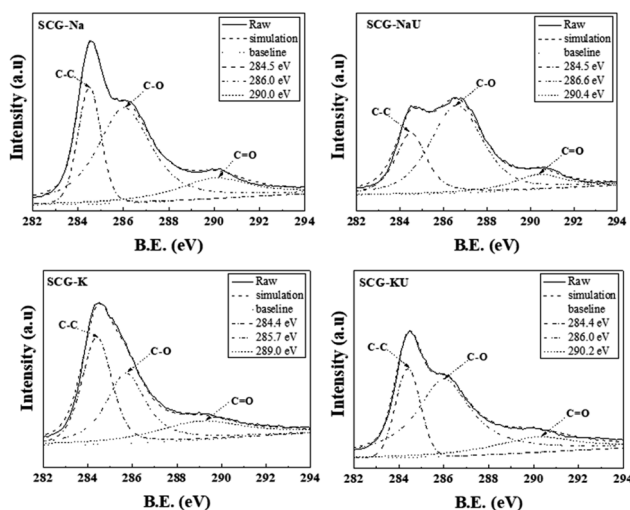 SCG-Na
Raw
simulation
baseline
284.5 eV
286.0 eV
290.0 eV
C-C
C-O
C=O
Intensity (a.u)
282 284 286 288 290 292 294
B.E. (eV)
SCG-NaU
Raw
simulation
baseline
284.5 eV
286.6 eV
290.4 eV
C-C
C-O
C=O
Intensity (a.u)
282 284 286 288 290 292 294
B.E. (eV)
SCG-K
Raw
simulation
baseline
284.4 eV
285.7 eV
289.0 eV
C-C
C-O
C=O
Intensity (a.u)
282 284 286 288 290 292 294
B.E. (eV)
SCG-KU
Raw
simulation
baseline
284.4 eV
286.0 eV
290.2 eV
C-C
C-O
C=O
Intensity (a.u)
282 284 286 288 290 292 294
B.E. (eV)